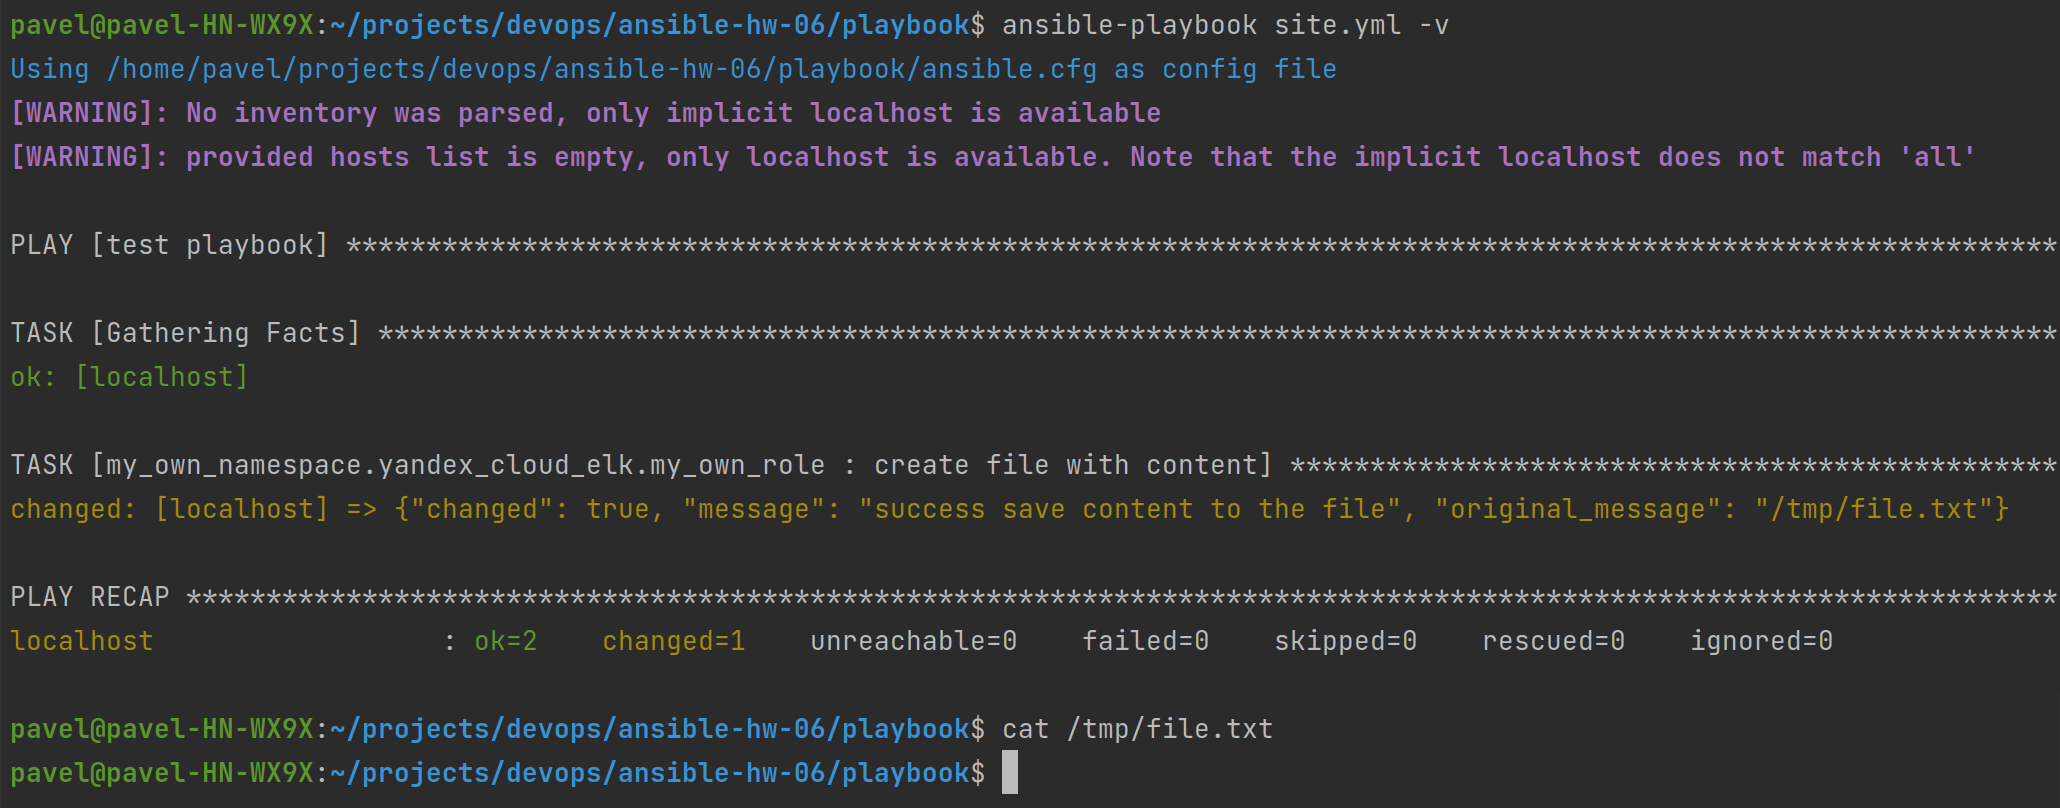 pavel@pavel-HN-WX9X:~/projects/devops/ansible-hw-06/playbook$ ansible-playbook site.yml -v
Using /home/pavel/projects/devops/ansible-hw-06/playbook/ansible.cfg as config file
[WARNING]: No inventory was parsed, only implicit localhost is available
[WARNING]: provided hosts list is empty, only localhost is available. Note that the implicit localhost does not match 'all'
PLAY [test playbook] ***********************************************************************************************************
TASK [Gathering Facts] *********************************************************************************************************
ok: [localhost]
TASK [my_own_namespace.yandex_cloud_elk.my_own_role : create file with content] ************************************************
changed: [localhost] => {"changed": true, "message": "success save content to the file", "original_message": "/tmp/file.txt"}
PLAY RECAP *********************************************************************************************************************
localhost                  : ok=2    changed=1    unreachable=0    failed=0    skipped=0    rescued=0    ignored=0
pavel@pavel-HN-WX9X:~/projects/devops/ansible-hw-06/playbook$ cat /tmp/file.txt
pavel@pavel-HN-WX9X:~/projects/devops/ansible-hw-06/playbook$